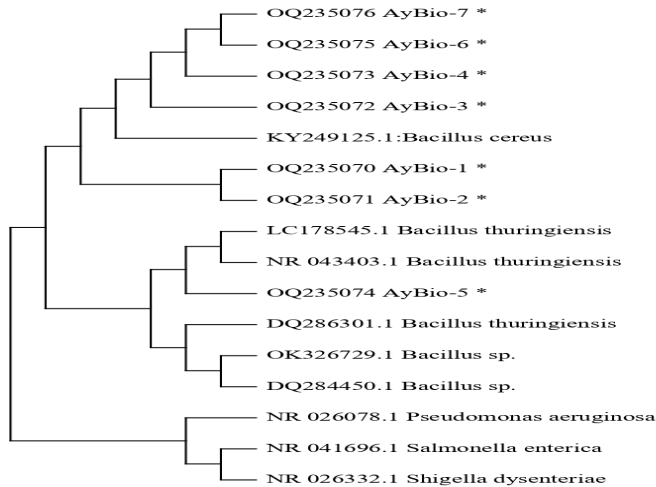 OQ235076 AyBio-7 *
OQ235075 AyBio-6 *
OQ235073 AyBio-4 *
OQ235072 AyBio-3 *
KY249125.1:Bacillus cereus
OQ235070 AyBio-1 *
OQ235071 AyBio-2 *
LC178545.1 Bacillus thuringiensis
NR 043403.1 Bacillus thuringiensis
OQ235074 AyBio-5 *
DQ286301.1 Bacillus thuringiensis
OK326729.1 Bacillus sp.
DQ284450.1 Bacillus sp.
NR 026078.1 Pseudomonas aeruginosa
NR 041696.1 Salmonella enterica
NR 026332.1 Shigella dysenteriae